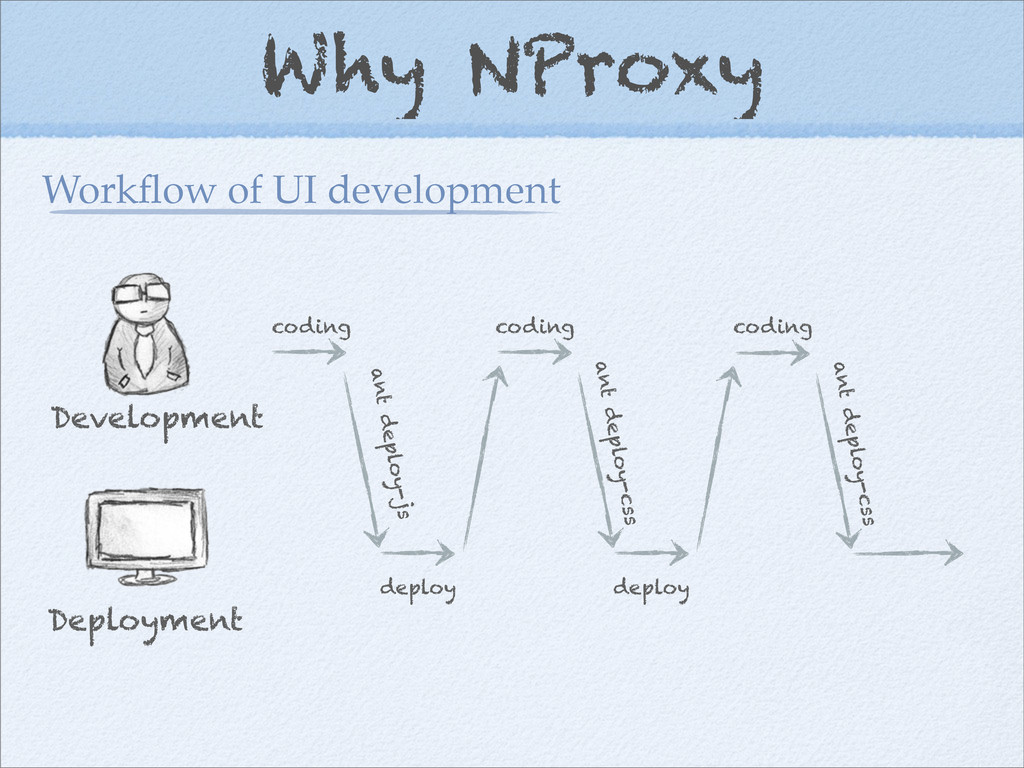 Why NProxy
Workflow of UI development
coding
coding
coding
ant deploy-js
ant deploy-css
ant deploy-css
Development
deploy
deploy
Deployment